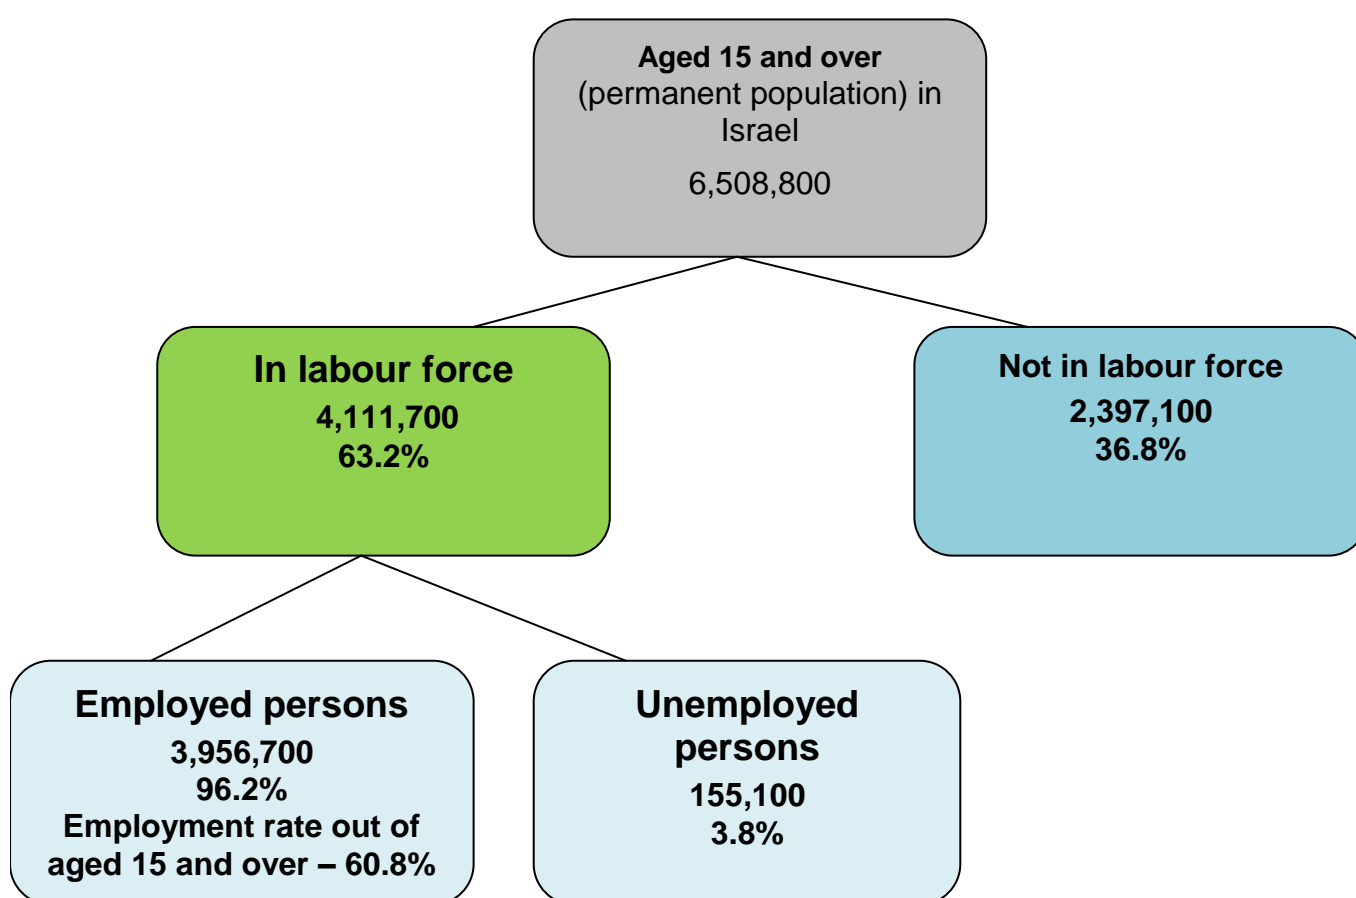 Aged 15 and over
(permanent population) in
Israel
6,508,800
In labour force
4,111,700
63.2%
Not in labour force
2,397,100
36.8%
Employed persons
3,956,700
96.2%
Employment rate out of
aged 15 and over – 60.8%
Unemployed
persons
155,100
3.8%